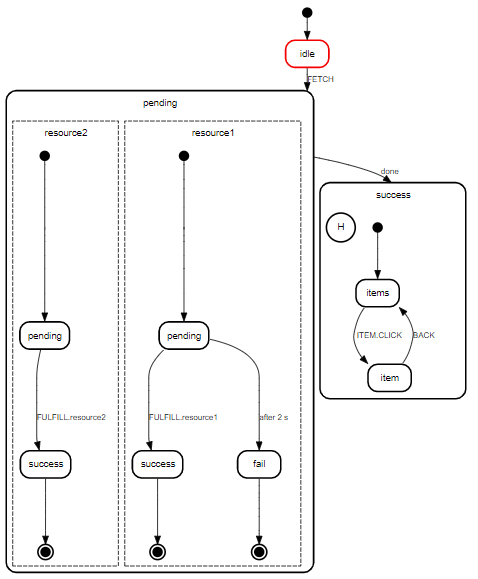 idle
FETCH
pending
resource2
resource1
done
success
H
items
pending
pending
ITEM.CLICK
BACK
item
FULFILL.resource2
FULFILL.resource1
after 2 s
success
success
fail